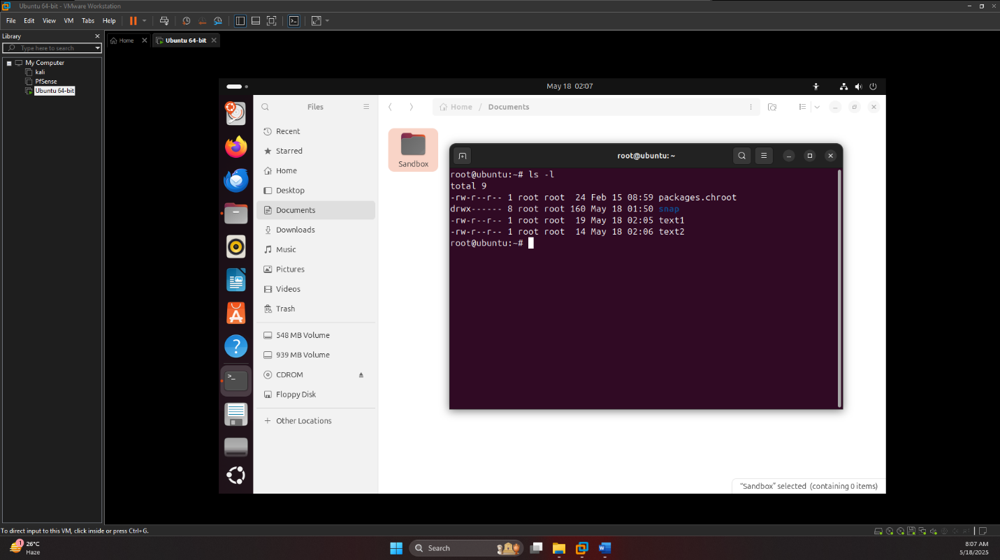 Ubuntu 64-bit - VMware Workstation
File Edit View VM Tabs Help
Library
Type here to search
My Computer
kali
PfSense
Ubuntu 64-bit
Home
Ubuntu 64-bit
May 18 02:07
Files
Home / Documents
Recent
Starred
Home
Desktop
Documents
Downloads
Music
Pictures
Videos
Trash
548 MB Volume
939 MB Volume
CDROM
Floppy Disk
+ Other Locations
Sandbox
root@ubuntu: ~
root@ubuntu:~# ls -l
total 9
-rw-r--r-- 1 root root  24 Feb 15 08:59 packages.chroot
drwx------ 8 root root 160 May 18 01:50 snap
-rw-r--r-- 1 root root  19 May 18 02:05 text1
-rw-r--r-- 1 root root  14 May 18 02:06 text2
root@ubuntu:~#
"Sandbox" selected (containing 0 items)
To direct input to this VM, click inside or press Ctrl+G.
1
26°C
Haze
Search
8:07 AM
5/18/2025